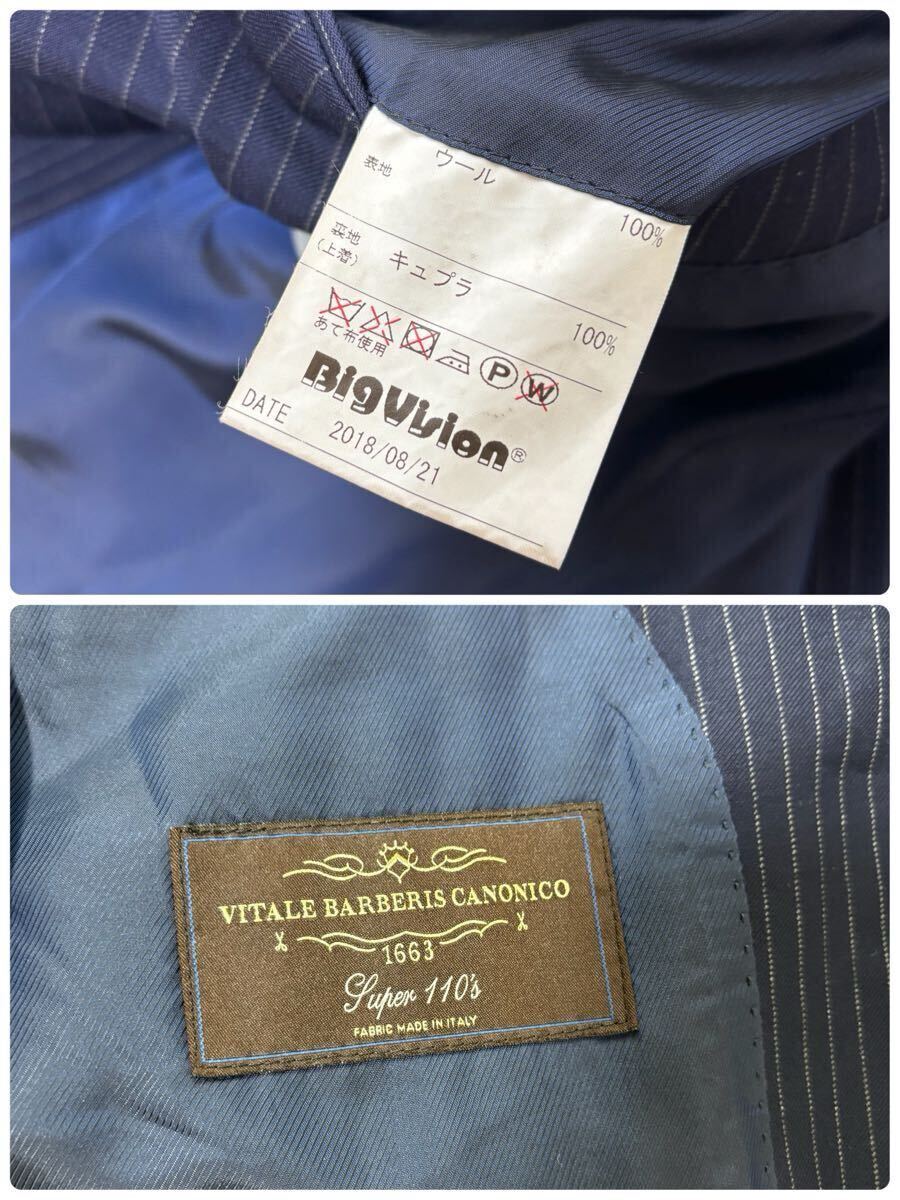 表地 ウール 100%
裏地
(上着) キュプラ 100%
P W
あて布使用
BigVision®
DATE 2018/08/21
VITALE BARBERIS CANONICO
1663
Super 110's
FABRIC MADE IN ITALY